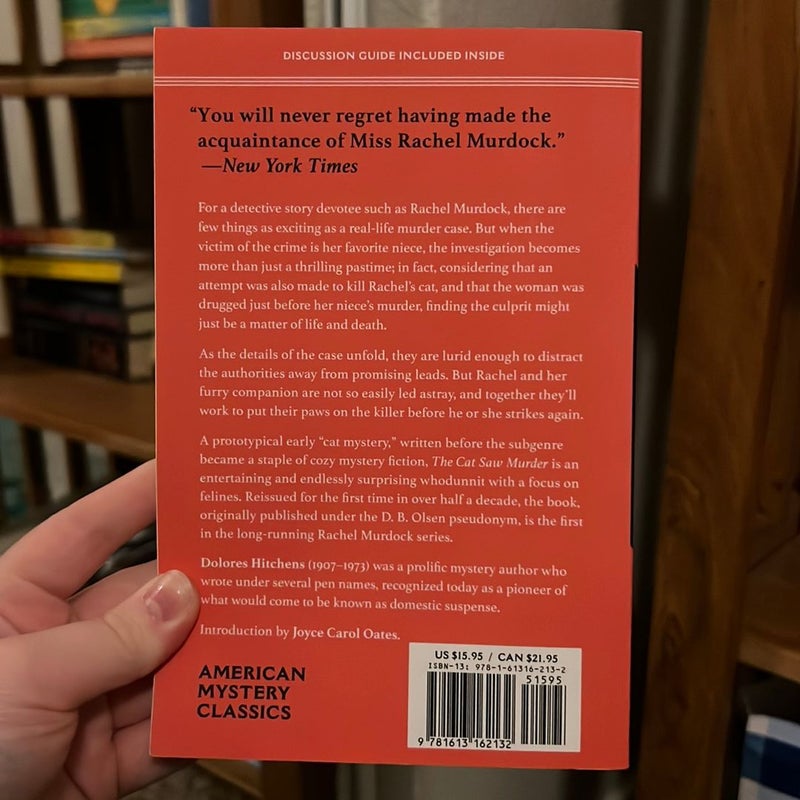 DISCUSSION GUIDE INCLUDED INSIDE
“You will never regret having made the
acquaintance of Miss Rachel Murdock.”
—New York Times
For a detective story devotee such as Rachel Murdock, there are
few things as exciting as a real-life murder case. But when the
victim of the crime is her favorite niece, the investigation becomes
more than just a thrilling pastime; in fact, considering that an
attempt was also made to kill Rachel's cat, and that the woman was
drugged just before her niece's murder, finding the culprit might
just be a matter of life and death.
As the details of the case unfold, they are lurid enough to distract
the authorities away from promising leads. But Rachel and her
furry companion are not so easily led astray, and together they'll
work to put their paws on the killer before he or she strikes again.
A prototypical early “cat mystery,” written before the subgenre
became a staple of cozy mystery fiction, The Cat Saw Murder is an
entertaining and endlessly surprising whodunnit with a focus on
felines. Reissued for the first time in over half a decade, the book,
originally published under the D. B. Olsen pseudonym, is the first
in the long-running Rachel Murdock series.
Dolores Hitchens (1907–1973) was a prolific mystery author who
wrote under several pen names, recognized today as a pioneer of
what would come to be known as domestic suspense.
Introduction by Joyce Carol Oates.
AMERICAN
MYSTERY
CLASSICS
US $15.95 / CAN $21.95
ISBN-13: 978-1-61316-213-2
51595
9 781613 162132